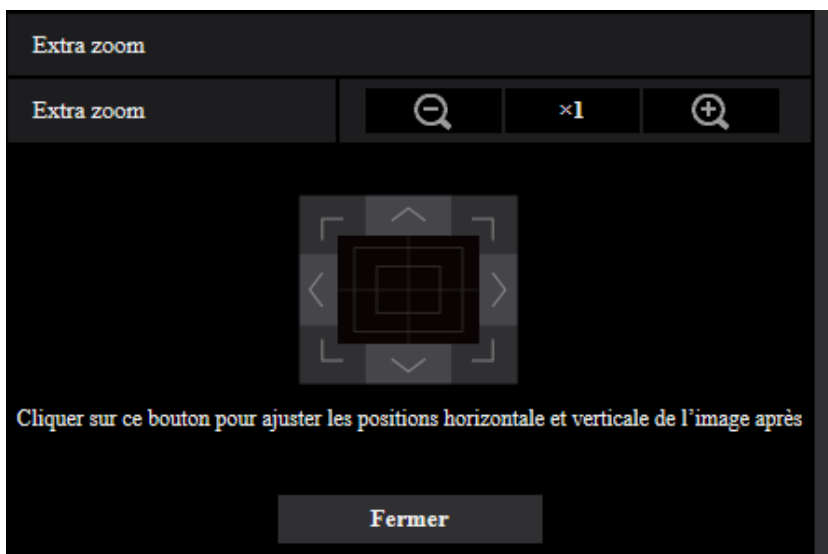 Extra zoom
Extra zoom
×1
Cliquer sur ce bouton pour ajuster les positions horizontale et verticale de l’image après
Fermer